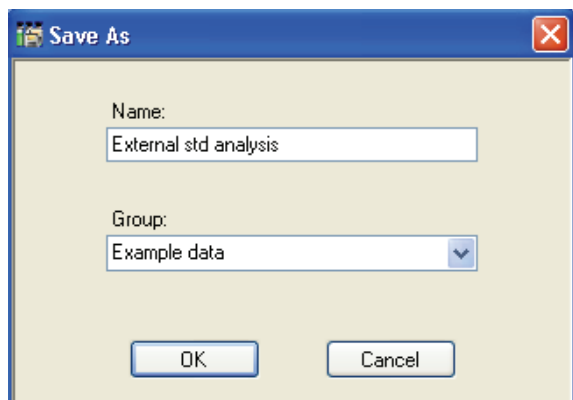 Save As
Name:
External std analysis
Group:
Example data
OK Cancel